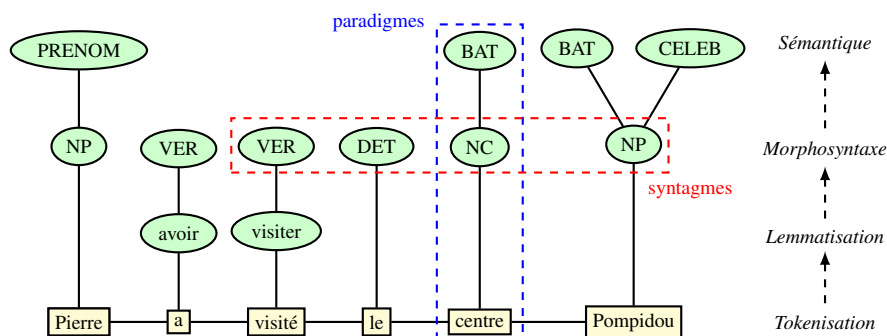 paradigmes
PRENOM BAT BAT CELEB Sémantique
NP VER VER DET NC NP Morphosyntaxe
syntagmes
avoir visiter Lemmatisation
Pierre a visité le centre Pompidou Tokenisation